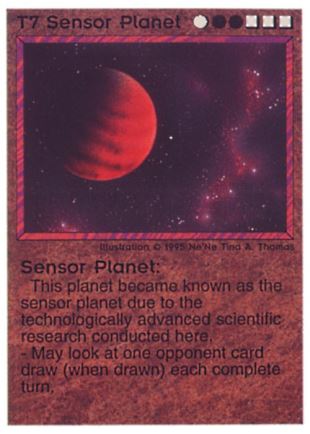 T7 Sensor Planet
Illustration © 1995 Ne'Ne Tina A. Thomas
Sensor Planet:
This planet became known as the
sensor planet due to the
technologically advanced scientific
research conducted here.
- May look at one opponent card
draw (when drawn) each complete
turn.